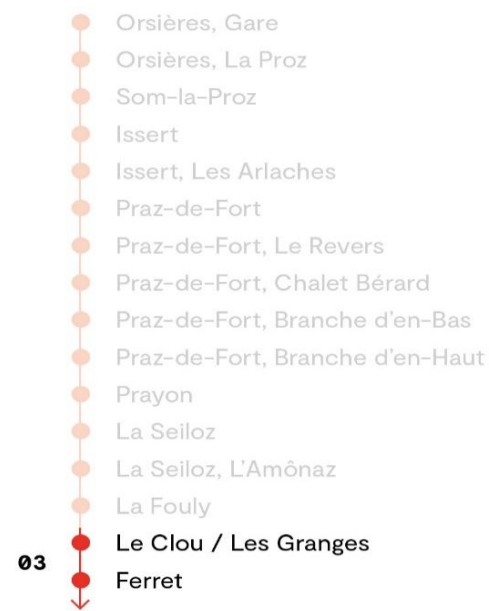 Orsières, Gare
Orsières, La Proz
Som-la-Proz
Issert
Issert, Les Arlaches
Praz-de-Fort
Praz-de-Fort, Le Revers
Praz-de-Fort, Chalet Bérard
Praz-de-Fort, Branche d'en-Bas
Praz-de-Fort, Branche d'en-Haut
Prayon
La Seiloz
La Seiloz, L'Amônaz
La Fouly
Le Clou / Les Granges
03
Ferret